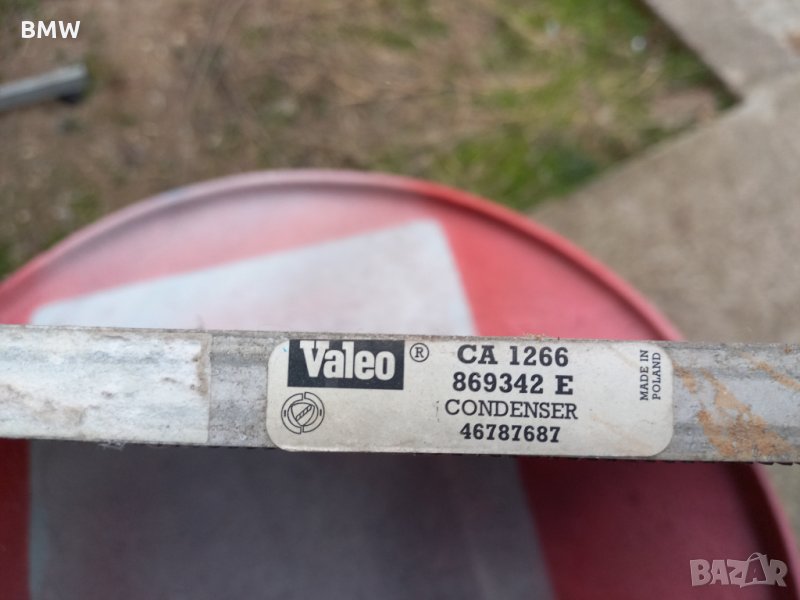 BMW
Valeo ®
CA 1266
869342 E
CONDENSER
46787687
MADE IN
POLAND
BAZAR